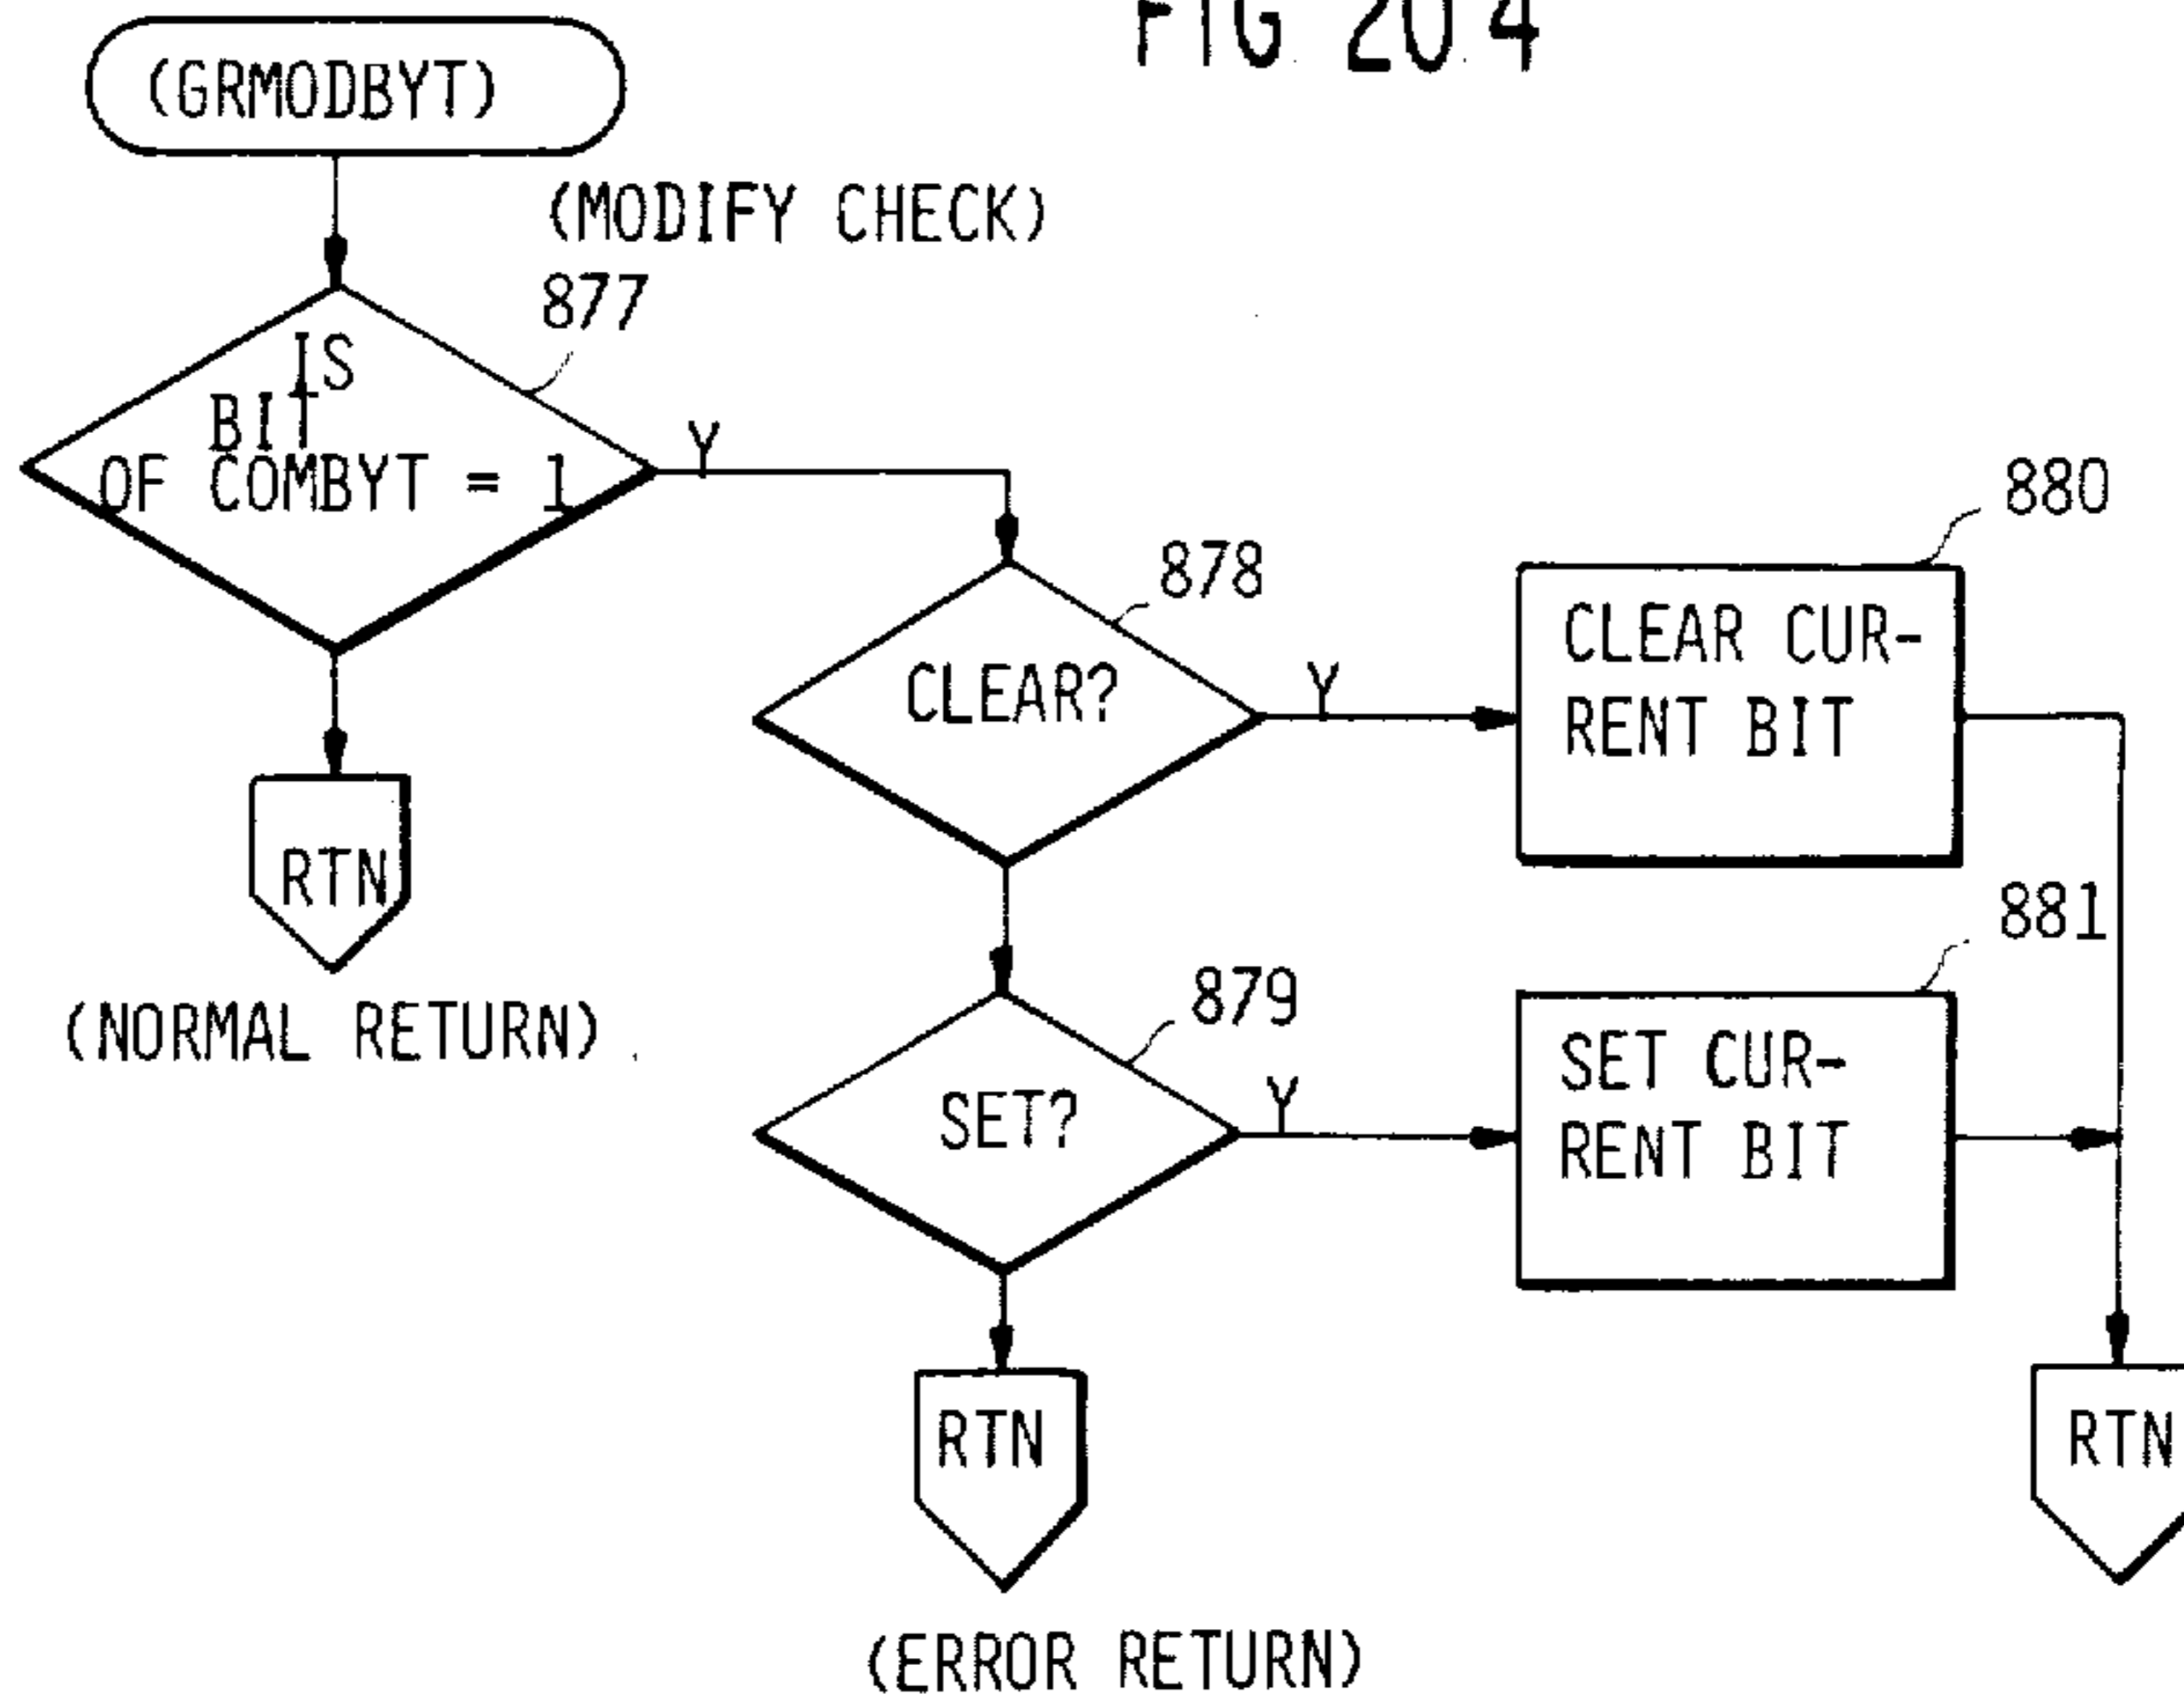 FIG 20.4
(GRMODBYT)
(MODIFY CHECK)
877
IS
BIT
OF COMBYT = 1
Y
880
878
CLEAR?
Y
CLEAR CUR-
RENT BIT
RTN
(NORMAL RETURN)
881
879
SET?
Y
SET CUR-
RENT BIT
RTN
RTN
(ERROR RETURN)